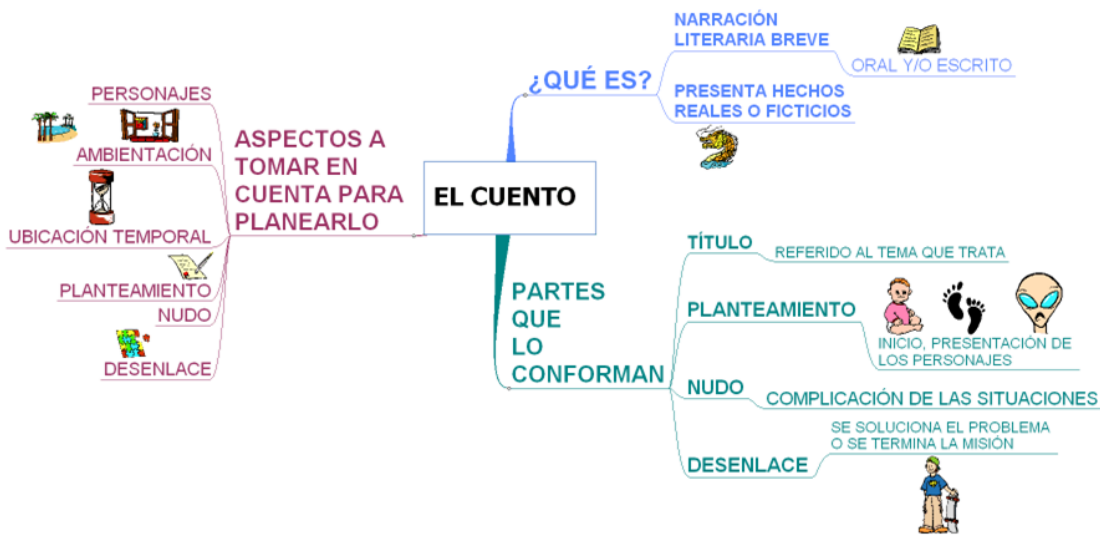 EL CUENTO
¿QUÉ ES?
NARRACIÓN
LITERARIA BREVE
ORAL Y/O ESCRITO
PRESENTA HECHOS
REALES O FICTICIOS
ASPECTOS A
TOMAR EN
CUENTA PARA
PLANEARLO
PERSONAJES
AMBIENTACIÓN
UBICACIÓN TEMPORAL
PLANTEAMIENTO
NUDO
DESENLACE
PARTES
QUE
LO
CONFORMAN
TÍTULO
REFERIDO AL TEMA QUE TRATA
PLANTEAMIENTO
INICIO, PRESENTACIÓN DE
LOS PERSONAJES
NUDO
COMPLICACIÓN DE LAS SITUACIONES
DESENLACE
SE SOLUCIONA EL PROBLEMA
O SE TERMINA LA MISIÓN